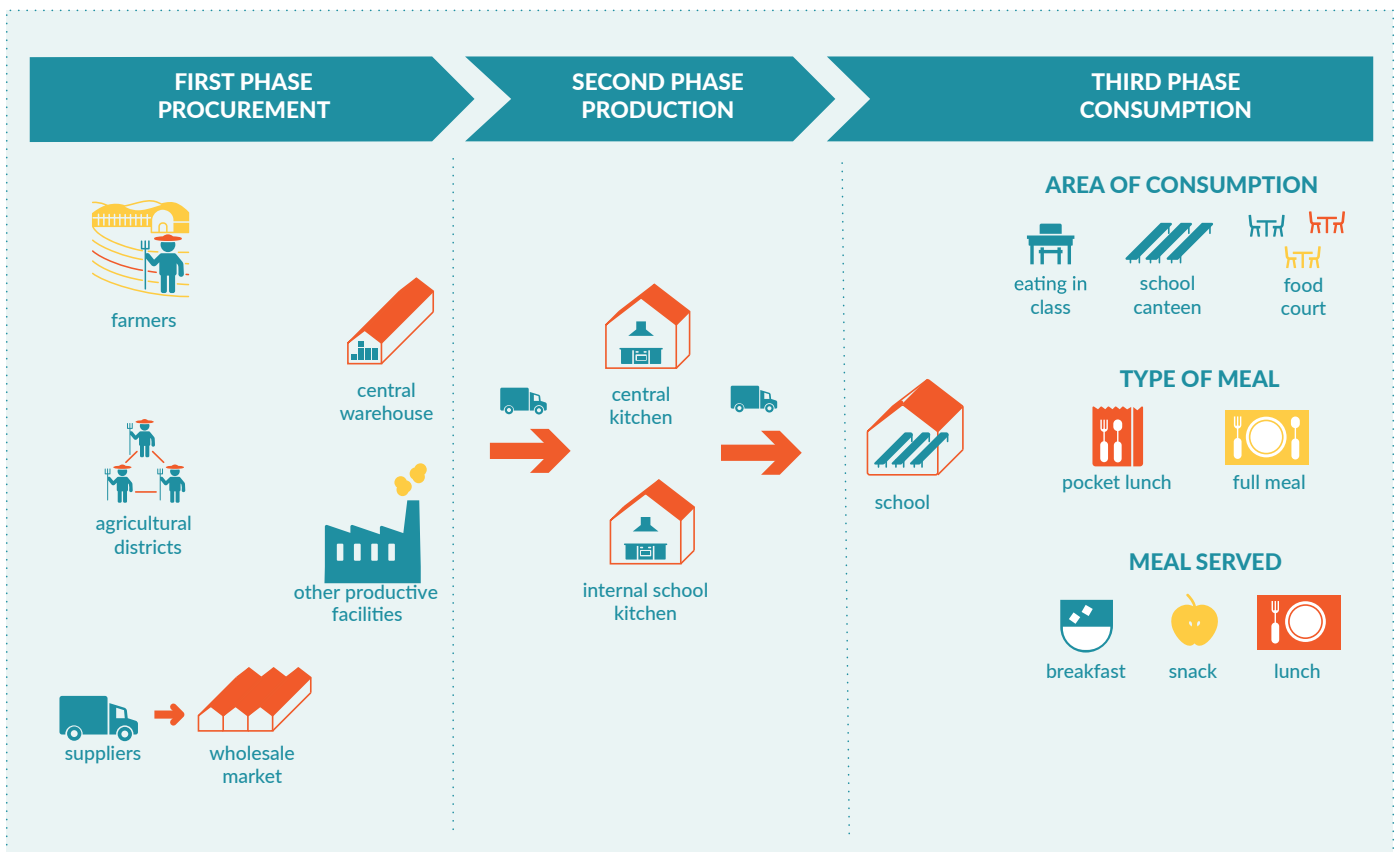 FIRST PHASE
PROCUREMENT
SECOND PHASE
PRODUCTION
THIRD PHASE
CONSUMPTION
farmers
central
warehouse
agricultural
districts
other productive
facilities
suppliers
wholesale
market
central
kitchen
internal school
kitchen
school
AREA OF CONSUMPTION
eating in
class
school
canteen
food
court
TYPE OF MEAL
pocket lunch
full meal
MEAL SERVED
breakfast
snack
lunch